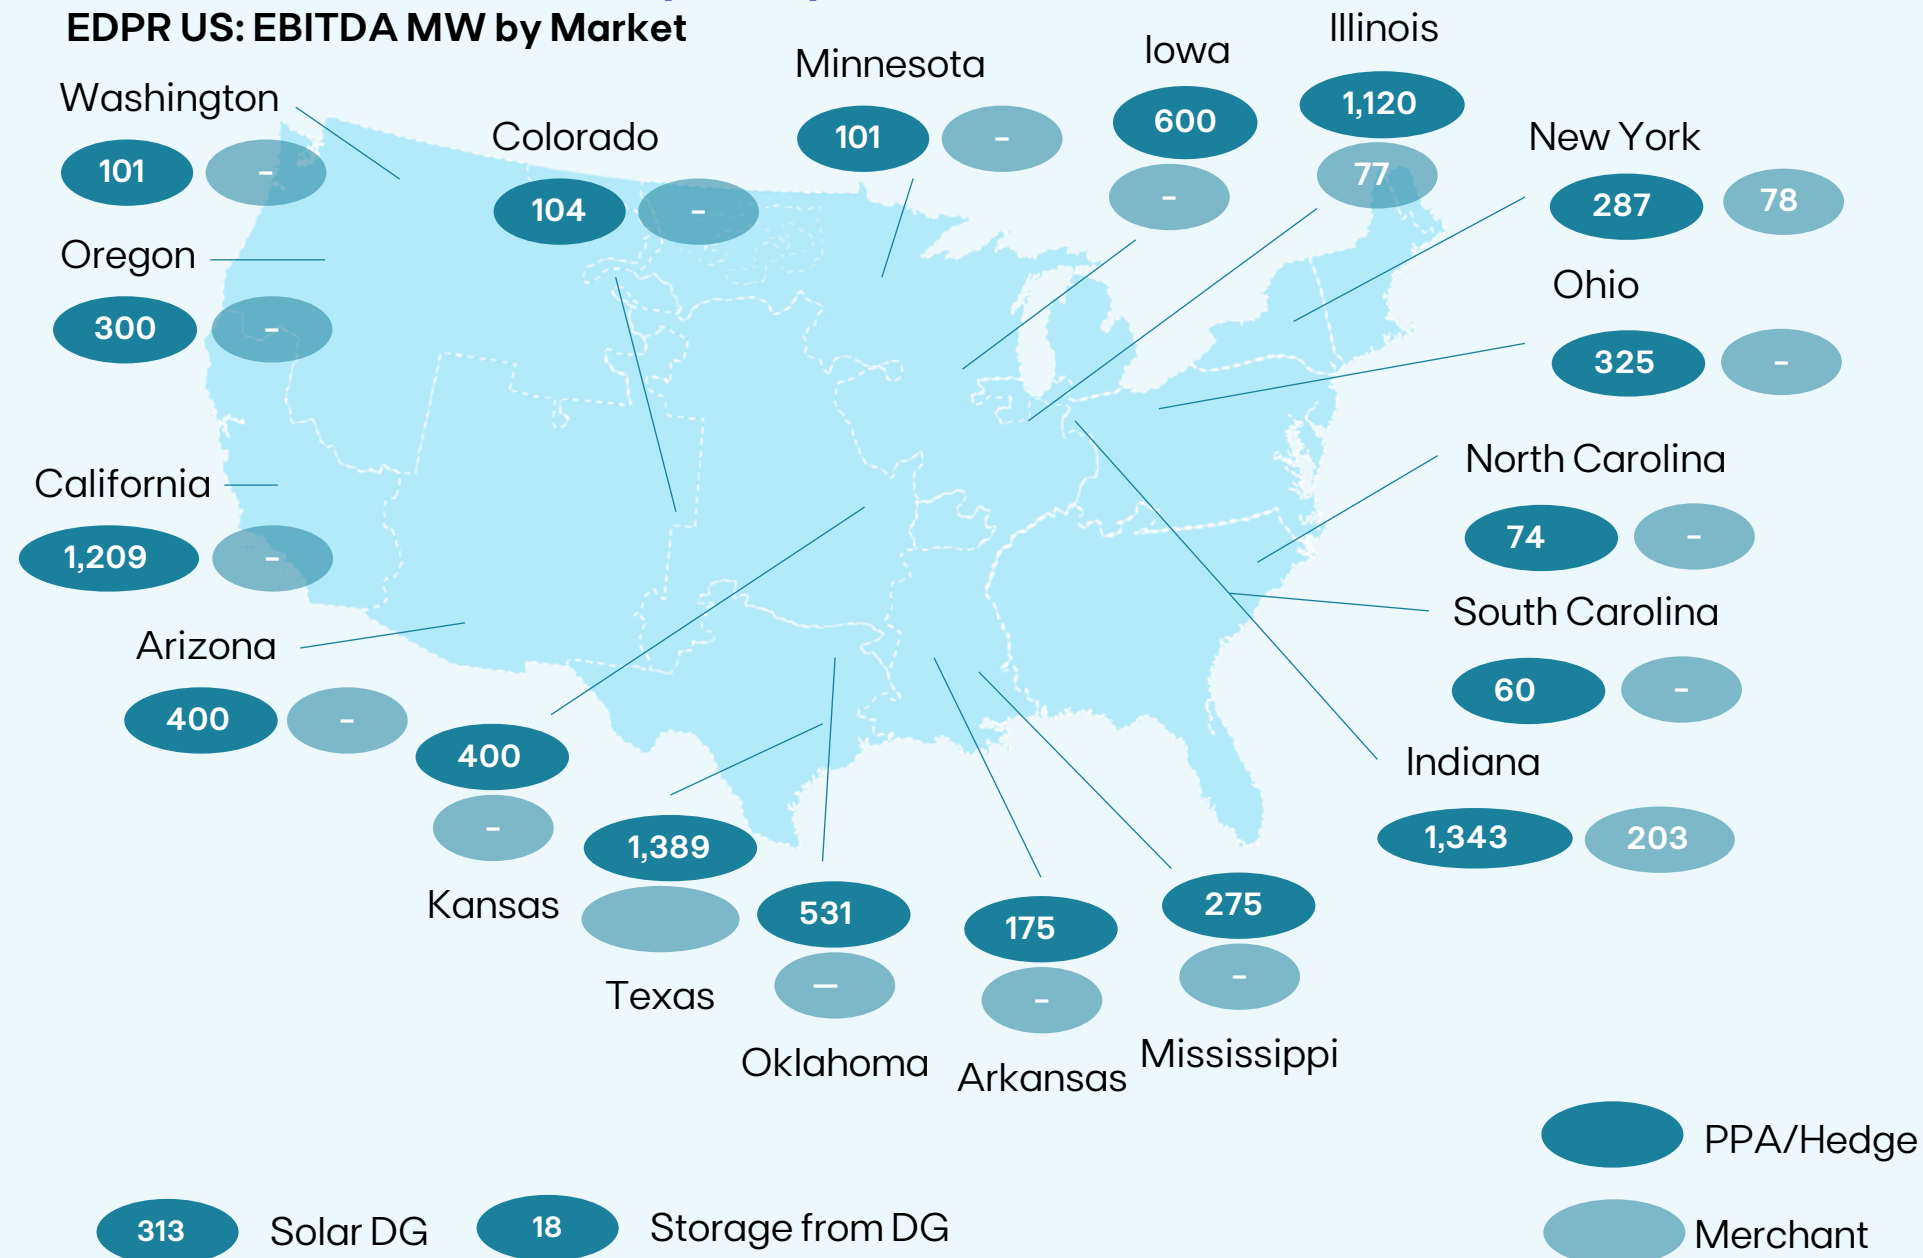 EDPR US: EBITDA MW by Market
Washington
101 -
Oregon
300 -
California
1,209 -
Arizona
400 -
Colorado
104 -
Minnesota
101 -
Iowa
600
-
Illinois
1,120
77
New York
287 78
Ohio
325 -
North Carolina
74 -
South Carolina
60 -
Indiana
1,343 203
400
-
Kansas
1,389
Texas
531
—
Oklahoma
175
-
Arkansas
275
-
Mississippi
PPA/Hedge
Merchant
313 Solar DG
18 Storage from DG